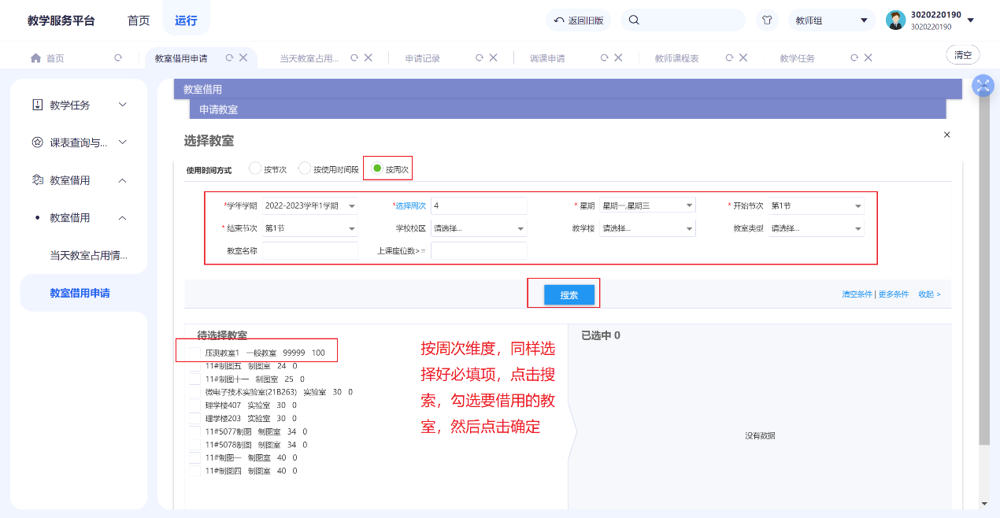 教学服务平台 首页 运行 返回旧版 教师组 3020220190
3020220190
首页 教室借用申请 当天教室占用... 申请记录 调课申请 教师课程表 教学任务 清空
教学任务
课表查询与...
教室借用
教室借用
当天教室占用情...
教室借用申请
教室借用
申请教室
选择教室
使用时间方式 按节次 按使用时间段 按周次
*学年学期 2022-2023学年1学期 *选择周次 4 * 星期 星期一,星期三 * 开始节次 第1节
* 结束节次 第1节 学校校区 请选择... 教学楼 请选择... 教室类型 请选择...
教室名称 上课座位数>=
搜索 清空条件 | 更多条件 收起 >
待选择教室
压测教室1 一般教室 99999 100
11#制图五 制图室 24 0
11#制图十一 制图室 25 0
微电子技术实验室(21B263) 实验室 30 0
理学楼407 实验室 30 0
理学楼203 实验室 30 0
11#5077制图 制图室 34 0
11#5078制图 制图室 34 0
11#制图一 制图室 40 0
11#制图四 制图室 40 0
按周次维度，同样选
择好必填项，点击搜
索，勾选要借用的教
室，然后点击确定
已选中 0
没有数据